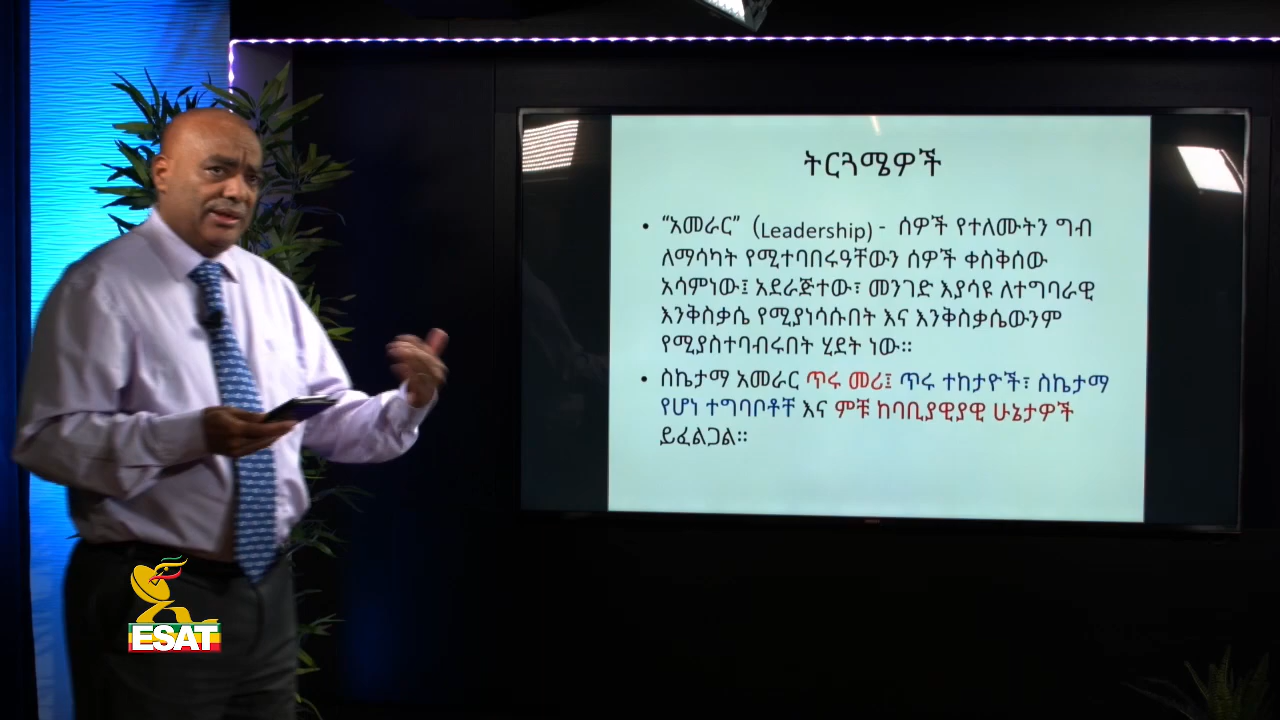 ትርጓሜዎች
• “አመራር” (Leadership) - ሰዎች የተለሙትን ግብ
ለማሳካት የሚተባበሩዓቸውን ሰዎች ቀስቅሰው
አሳምነው፤ አደራጅተው፣ መንገድ እያሳዩ ለተግባራዊ
እንቅስቃሴ የሚያነሳሱበት እና እንቅስቃሴውንም
የሚያስተባብሩበት ሂደት ነው።
• ስኬታማ አመራር ጥሩ መሪ፤ ጥሩ ተከታዮች፣ ስኬታማ
የሆነ ተግባቦቶቸ እና ምቹ ከባቢያዊያዊ ሁኔታዎች
ይፈልጋል።
ESAT